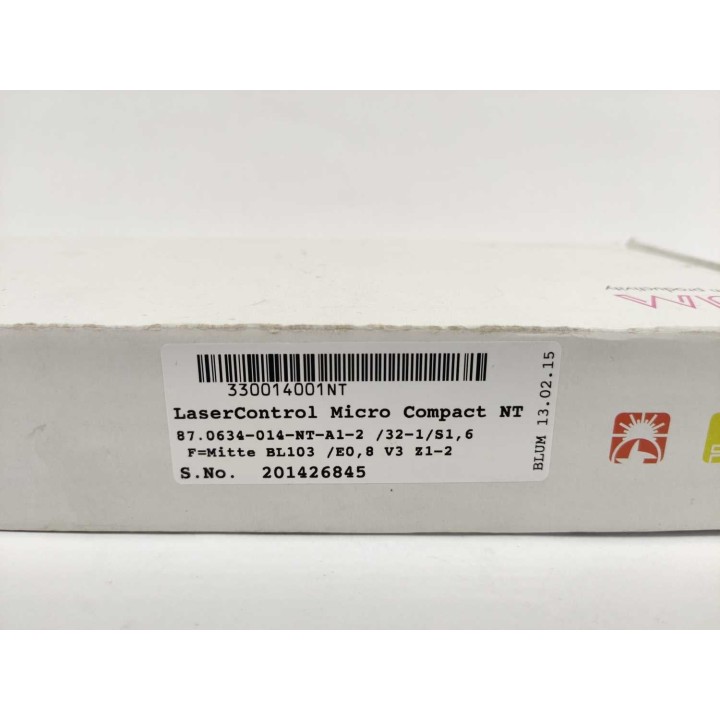 productivity
330014001NT
LaserControl Micro Compact NT
87.0634-014-NT-A1-2 /32-1/S1,6
F=Mitte BL103 /E0,8 V3 Z1-2
S.No. 201426845
BLUM 13.02.15